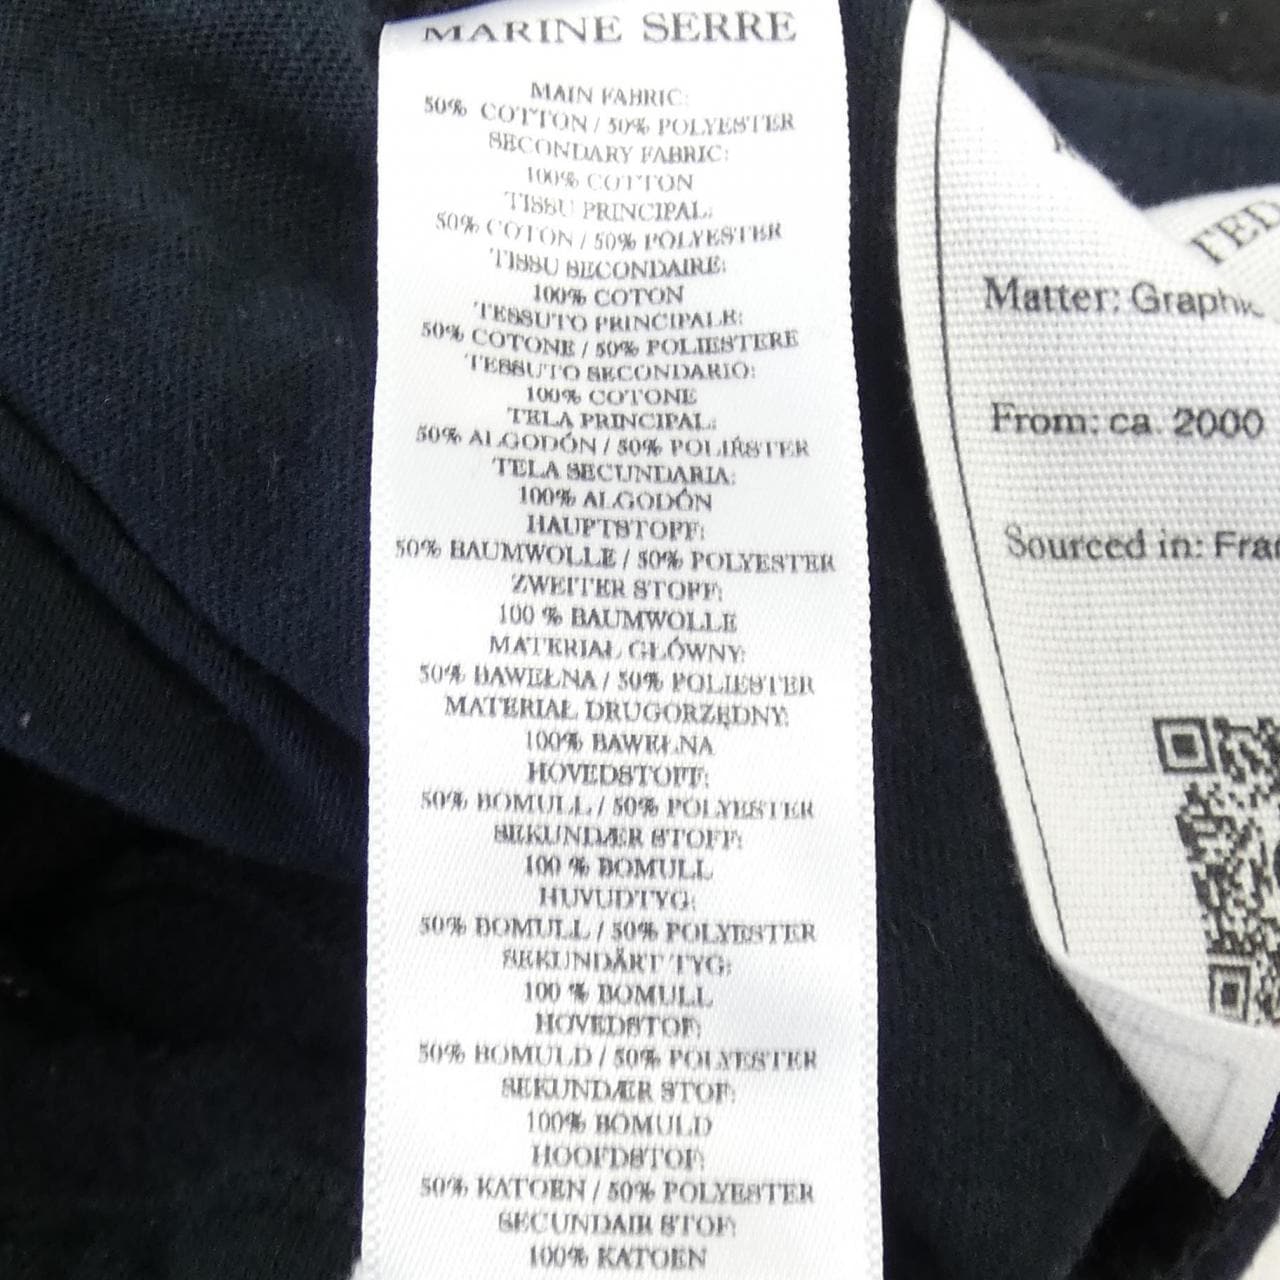 MARINE SERRE
MAIN FABRIC:
50% COTTON / 50% POLYESTER
SECONDARY FABRIC:
100% COTTON
TISSU PRINCIPAL:
50% COTON / 50% POLYESTER
TISSU SECONDAIRE:
100% COTON
TESSUTO PRINCIPALE:
50% COTONE / 50% POLIESTERE
TESSUTO SECONDARIO:
100% COTONE
TELA PRINCIPAL:
50% ALGODÓN / 50% POLIÉSTER
TELA SECUNDARIA:
100% ALGODÓN
HAUPTSTOFF:
50% BAUMWOLLE / 50% POLYESTER
ZWEITER STOFF:
100 % BAUMWOLLE
MATERIAŁ GŁÓWNY:
50% BAWEŁNA / 50% POLIESTER
MATERIAŁ DRUGORZĘDNY:
100% BAWEŁNA
HOVEDSTOFF:
50% BOMULL / 50% POLYESTER
SEKUNDÆR STOFF:
100 % BOMULL
HUVUDTYG:
50% BOMULL / 50% POLYESTER
SEKUNDÄRT TYG:
100 % BOMULL
HOVEDSTOF:
50% BOMULD / 50% POLYESTER
SEKUNDÆR STOF:
100% BOMULD
HOOFDSTOF:
50% KATOEN / 50% POLYESTER
SECUNDAIR STOF:
100% KATOEN
Matter:
From: ca. 2000
Sourced in: